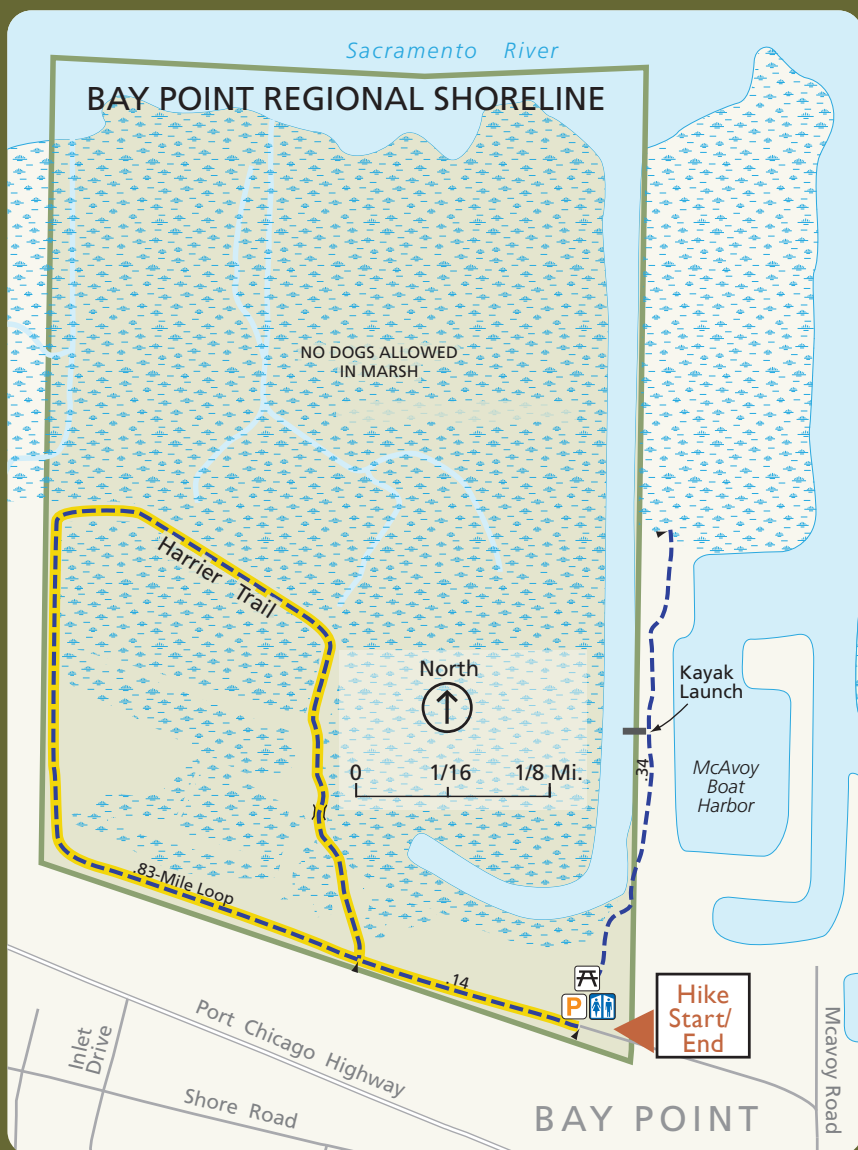 Sacramento River
BAY POINT REGIONAL SHORELINE
NO DOGS ALLOWED
IN MARSH
Harrier Trail
North
0 1/16 1/8 Mi.
Kayak
Launch
.34
McAvoy
Boat
Harbor
.83-Mile Loop
.14
P
Hike
Start/
End
Port Chicago Highway
Inlet
Drive
Shore Road
Mcavoy Road
BAY POINT